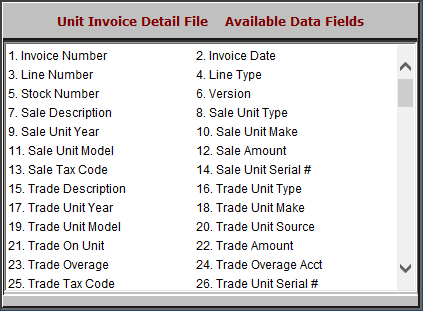 Unit Invoice Detail File    Available Data Fields
1. Invoice Number    2. Invoice Date
3. Line Number    4. Line Type
5. Stock Number    6. Version
7. Sale Description    8. Sale Unit Type
9. Sale Unit Year    10. Sale Unit Make
11. Sale Unit Model    12. Sale Amount
13. Sale Tax Code    14. Sale Unit Serial #
15. Trade Description    16. Trade Unit Type
17. Trade Unit Year    18. Trade Unit Make
19. Trade Unit Model    20. Trade Unit Source
21. Trade On Unit    22. Trade Amount
23. Trade Overage    24. Trade Overage Acct
25. Trade Tax Code    26. Trade Unit Serial #